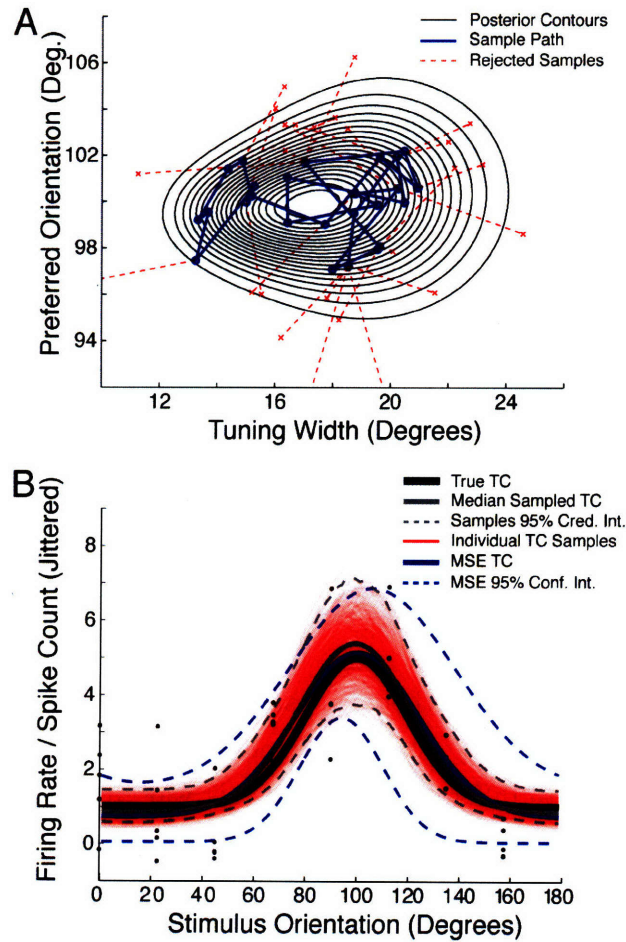 A
Posterior Contours
Sample Path
Rejected Samples
Preferred Orientation (Deg.)
106
102
98
94
12 16 20 24
Tuning Width (Degrees)
B
True TC
Median Sampled TC
Samples 95% Cred. Int.
Individual TC Samples
MSE TC
MSE 95% Conf. Int.
Firing Rate / Spike Count (Jittered)
8
6
4
2
0
0 20 40 60 80 100 120 140 160 180
Stimulus Orientation (Degrees)